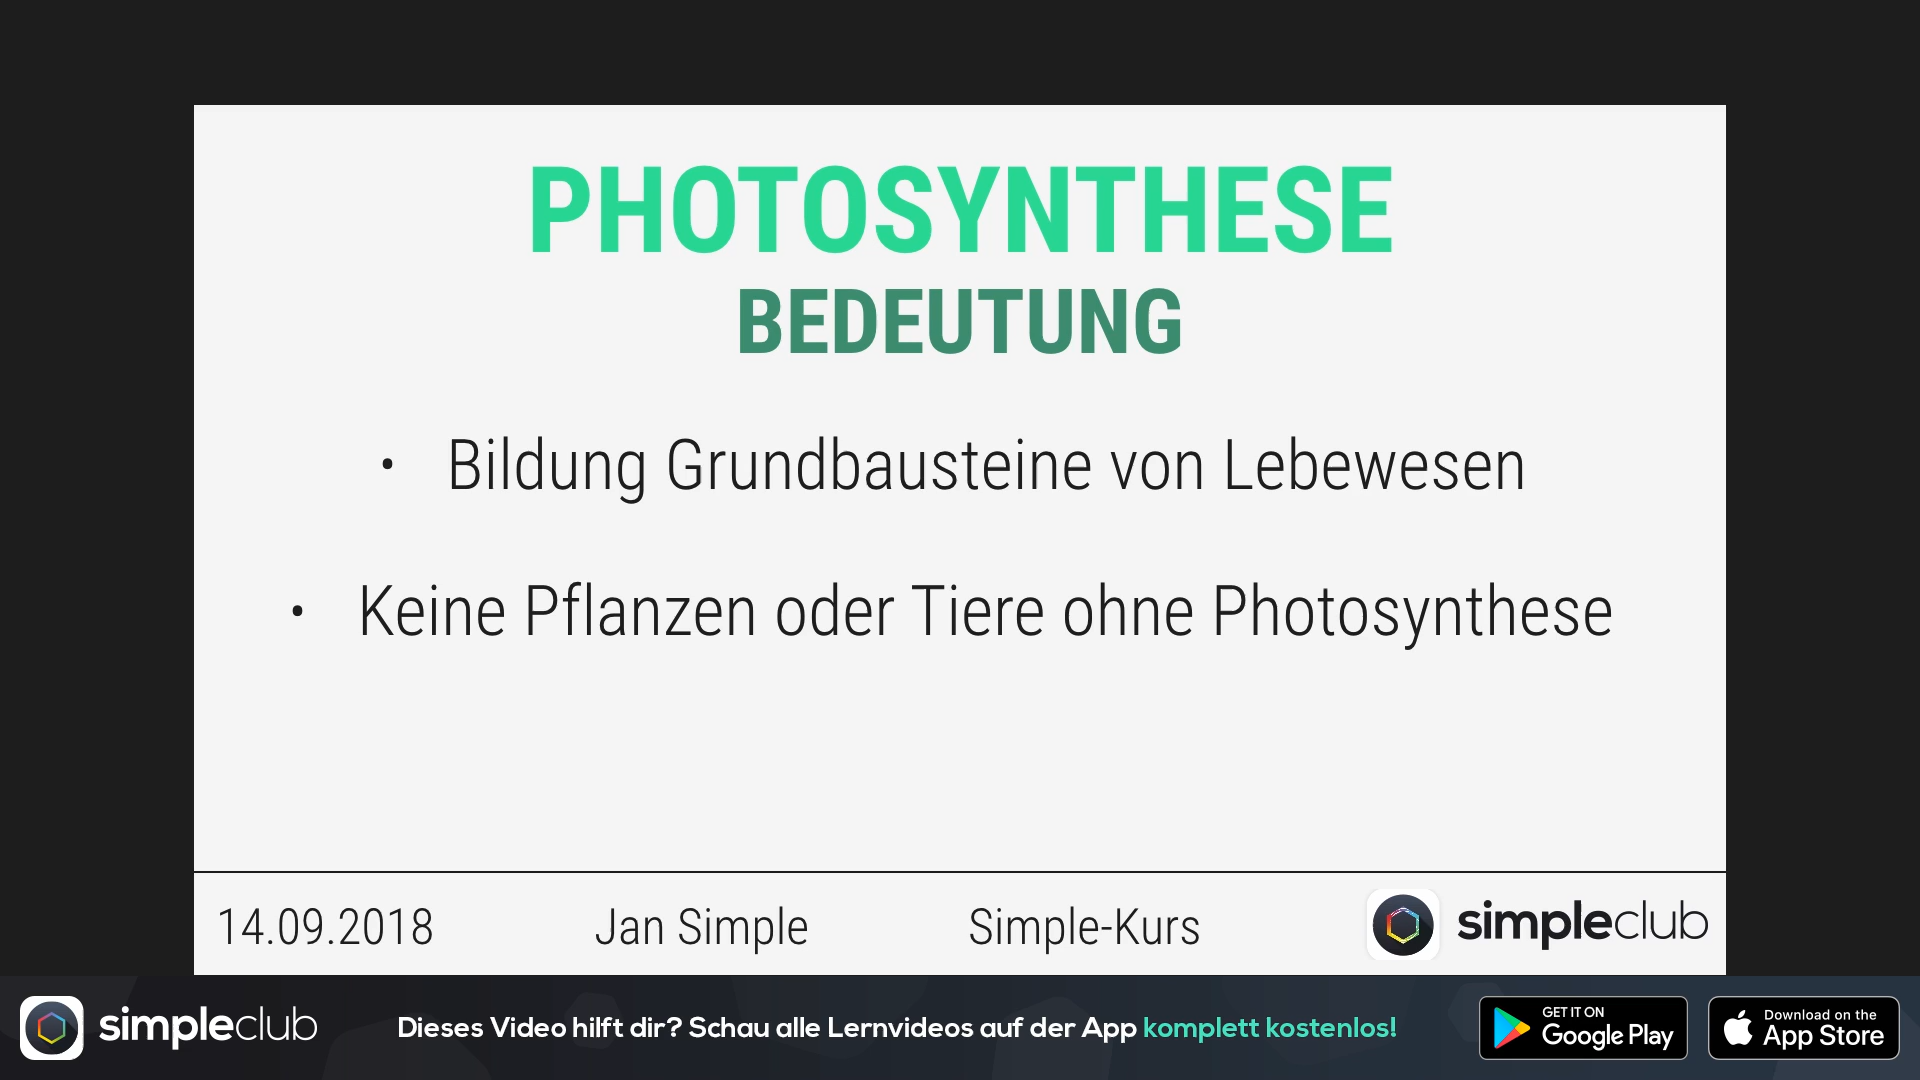 PHOTOSYNTHESE
BEDEUTUNG
• Bildung Grundbausteine von Lebewesen
• Keine Pflanzen oder Tiere ohne Photosynthese
14.09.2018 Jan Simple Simple-Kurs simpleclub
simpleclub Dieses Video hilft dir? Schau alle Lernvideos auf der App komplett kostenlos!
GET IT ON
Google Play
Download on the
App Store